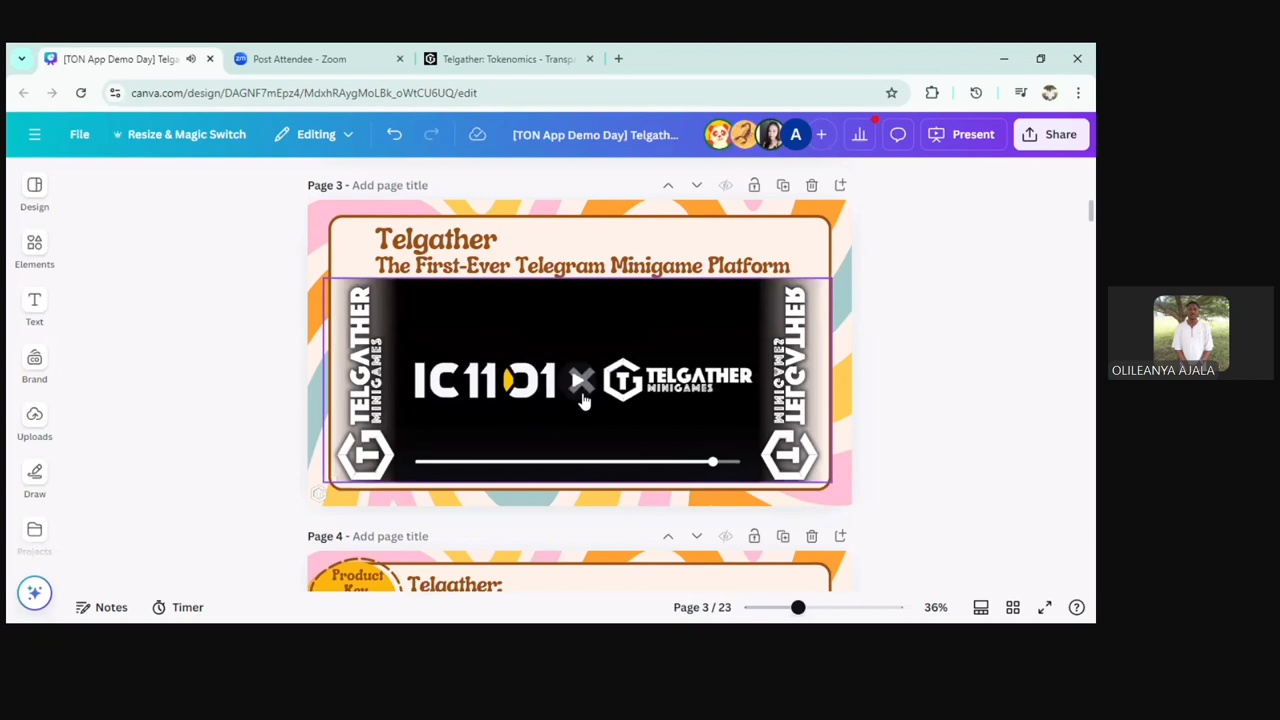 [TON App Demo Day] Telga
Post Attendee - Zoom
Telgather: Tokenomics - Transpa
canva.com/design/DAGNF7mEpz4/MdxhRAygMoLBk_oWtCU6UQ/edit
File
Resize & Magic Switch
Editing
[TON App Demo Day] Telgath...
A
Present
Share
Design
Elements
Text
Brand
Uploads
Draw
Projects
Page 3 - Add page title
Telgather
The First-Ever Telegram Minigame Platform
TELGATHER
MINIGAMES
IC11D1
TELGATHER
MINIGAMES
TELGATHER
MINIGAMES
Page 4 - Add page title
Product
Key
Telgather:
Notes
Timer
Page 3 / 23
36%
OLILEANYA AJALA